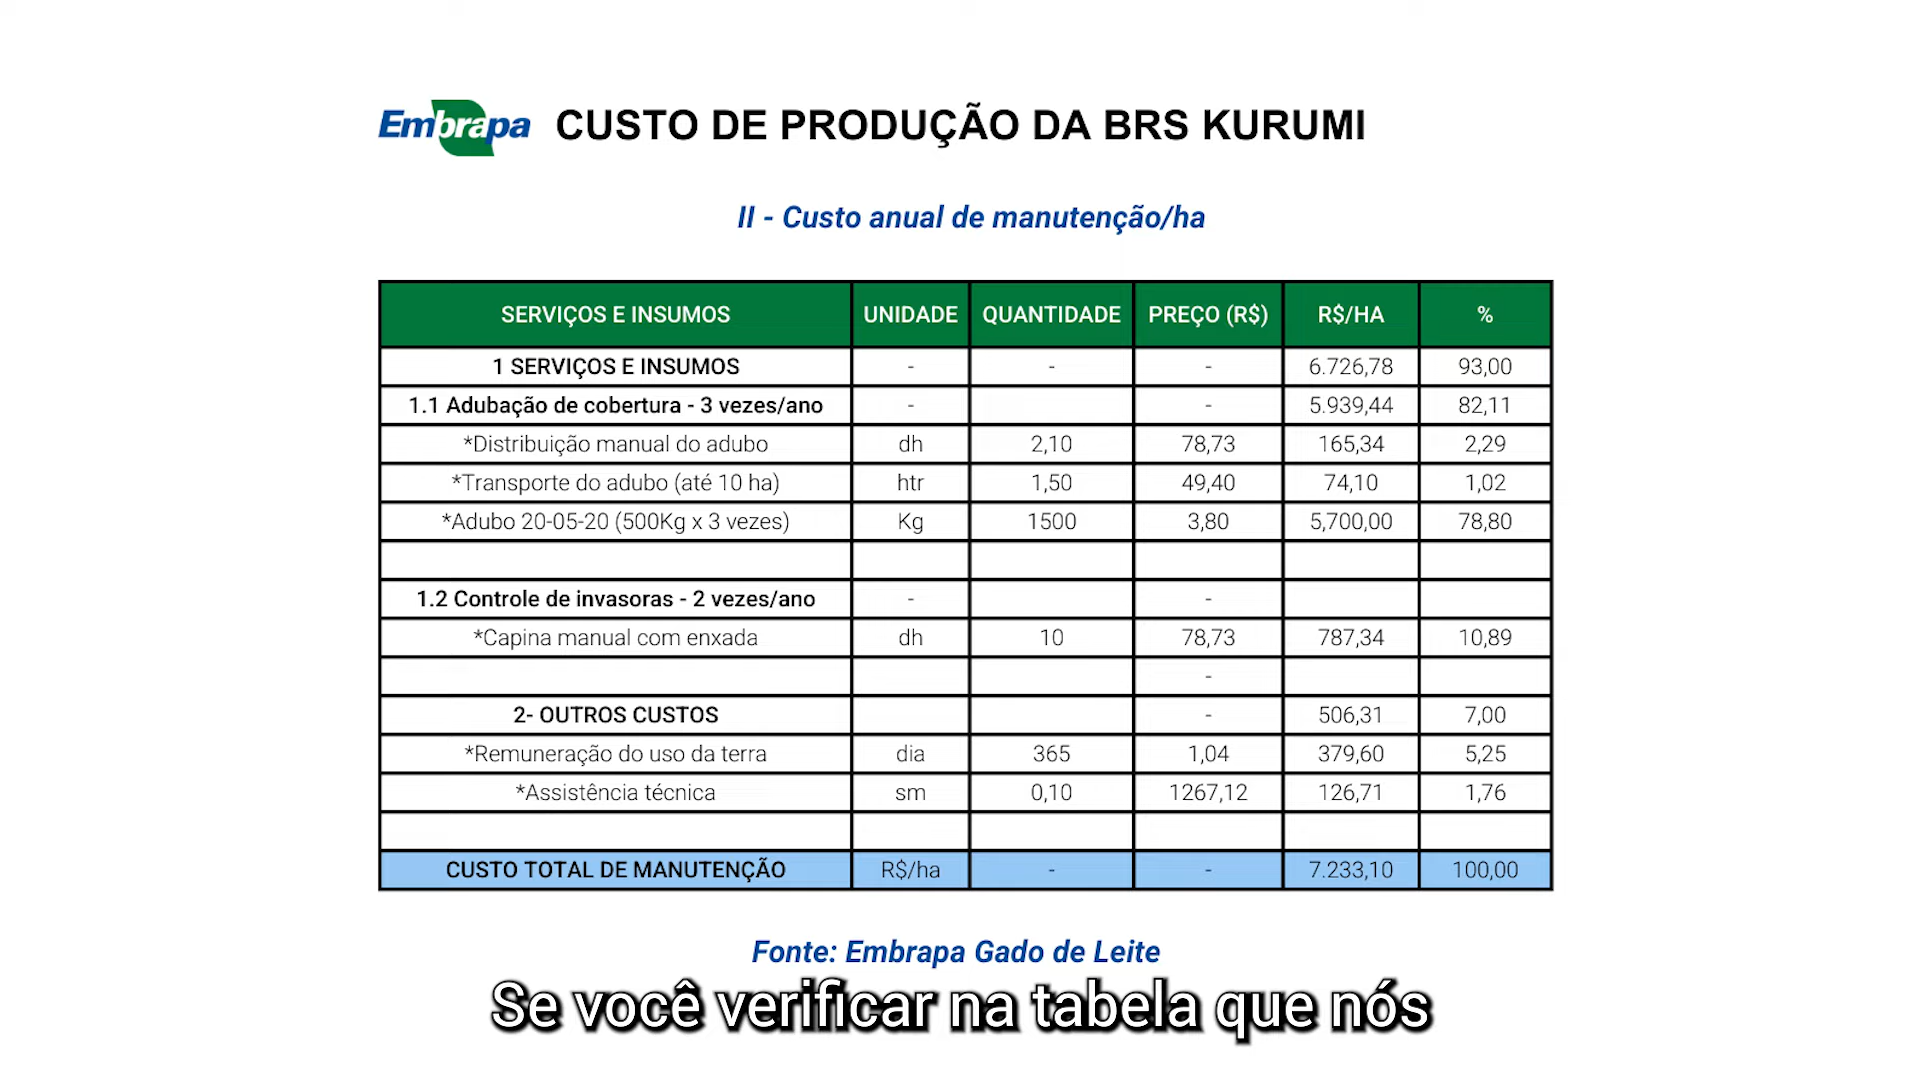 Embrapa CUSTO DE PRODUÇÃO DA BRS KURUMI
II - Custo anual de manutenção/ha
SERVIÇOS E INSUMOS UNIDADE QUANTIDADE PREÇO (R$) R$/HA %
1 SERVIÇOS E INSUMOS - - - 6.726,78 93,00
1.1 Adubação de cobertura - 3 vezes/ano - - 5.939,44 82,11
*Distribuição manual do adubo dh 2,10 78,73 165,34 2,29
*Transporte do adubo (até 10 ha) htr 1,50 49,40 74,10 1,02
*Adubo 20-05-20 (500Kg x 3 vezes) Kg 1500 3,80 5,700,00 78,80
1.2 Controle de invasoras - 2 vezes/ano - -
*Capina manual com enxada dh 10 78,73 787,34 10,89
-
2- OUTROS CUSTOS - 506,31 7,00
*Remuneração do uso da terra dia 365 1,04 379,60 5,25
*Assistência técnica sm 0,10 1267,12 126,71 1,76
CUSTO TOTAL DE MANUTENÇÃO R$/ha - - 7.233,10 100,00
Fonte: Embrapa Gado de Leite
Se você verificar na tabela que nós